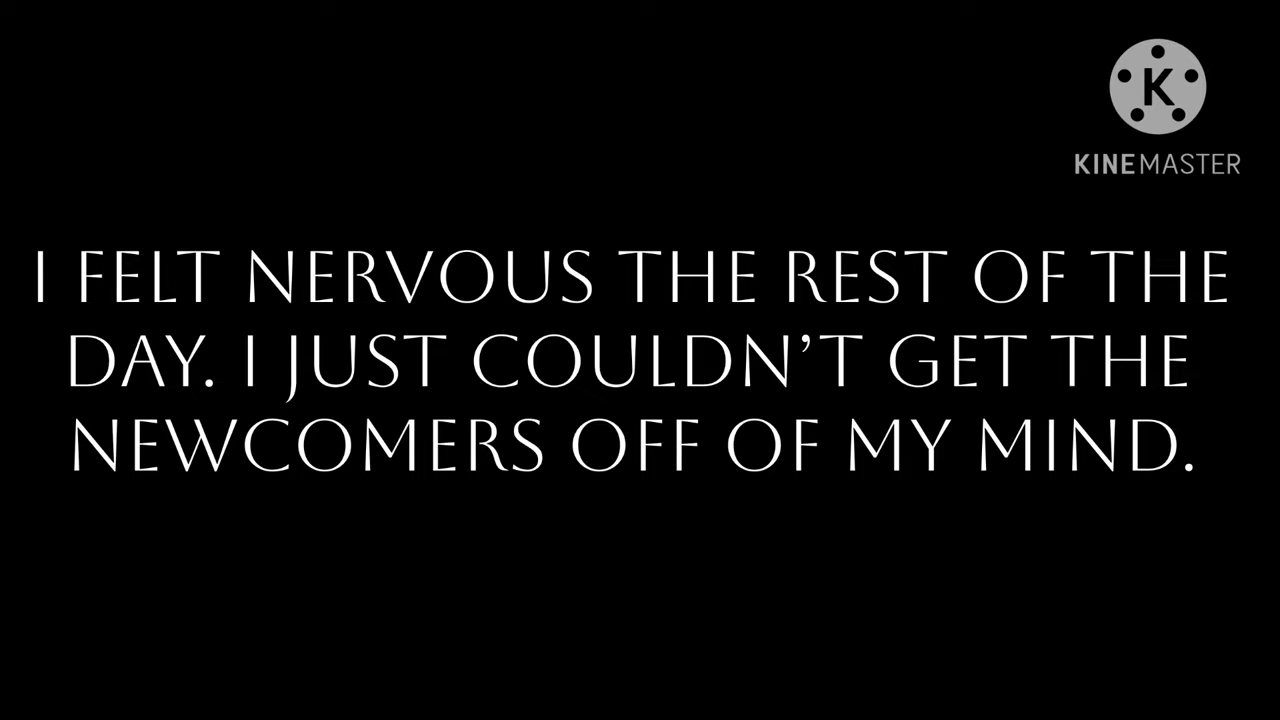 K
KINEMASTER
I FELT NERVOUS THE REST OF THE
DAY. I JUST COULDN’T GET THE
NEWCOMERS OFF OF MY MIND.